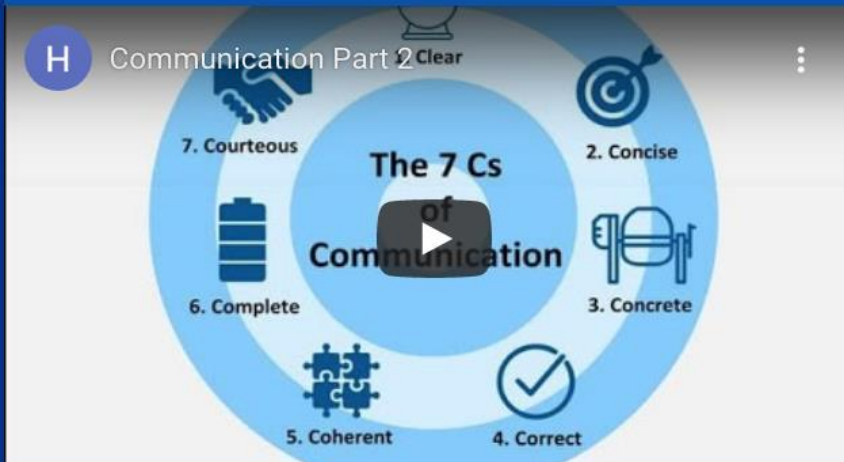 H
Communication Part 2
1. Clear
7. Courteous
2. Concise
The 7 Cs
of
Communication
6. Complete
3. Concrete
5. Coherent
4. Correct